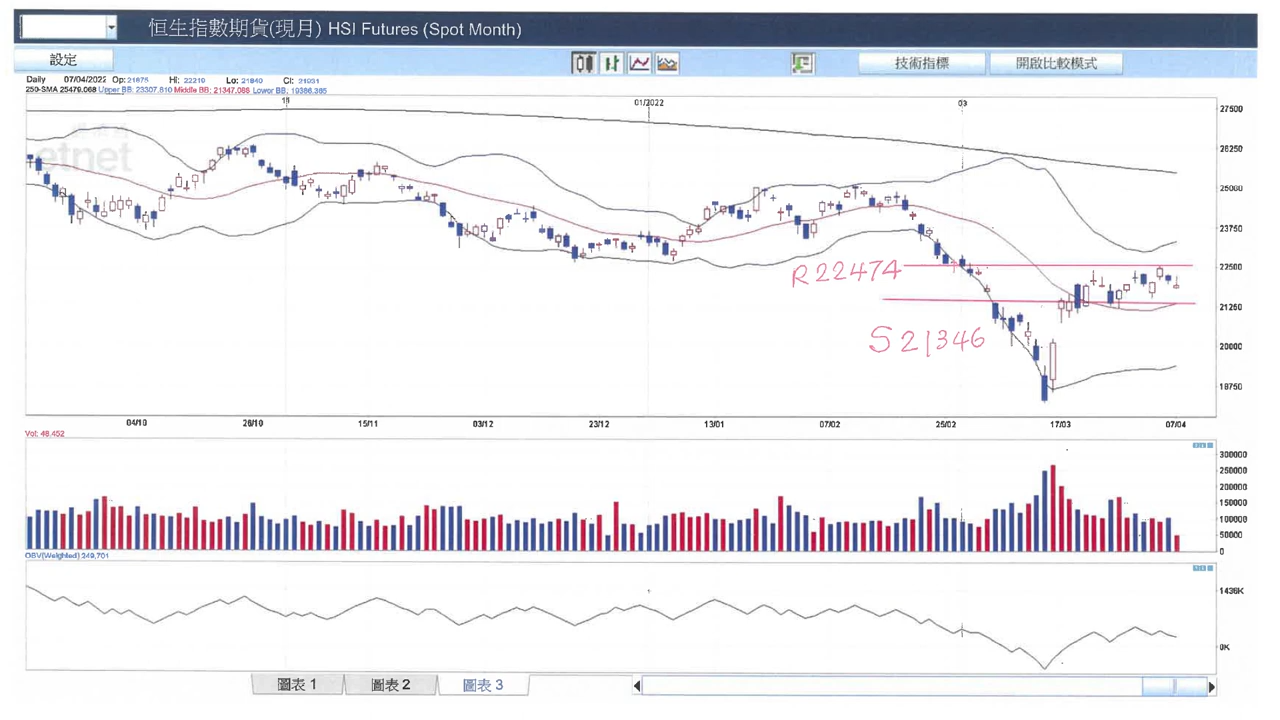 恒生指數期貨(現月) HSI Futures (Spot Month)
設定
技術指標 開啟比較模式
Daily 07/04/2022 Op: 21875 Hi: 22210 Lo: 21840 Cl:
250-SMA 25479.068 Upper BB: 23307.810 Middle BB: 21347.088 Lower BB: 19386.365
11 01/2022 03
etnet
27500
26250
25000
23750
22500
21250
20000
18750
R22474
S21346
04/10 26/10 15/11 03/12 23/12 13/01 07/02 25/02 17/03 07/04
Vol: 48,452
300000
250000
200000
150000
100000
50000
0
OBV(Weighted):249,701
1436K
0K
圖表 1 圖表 2 圖表 3